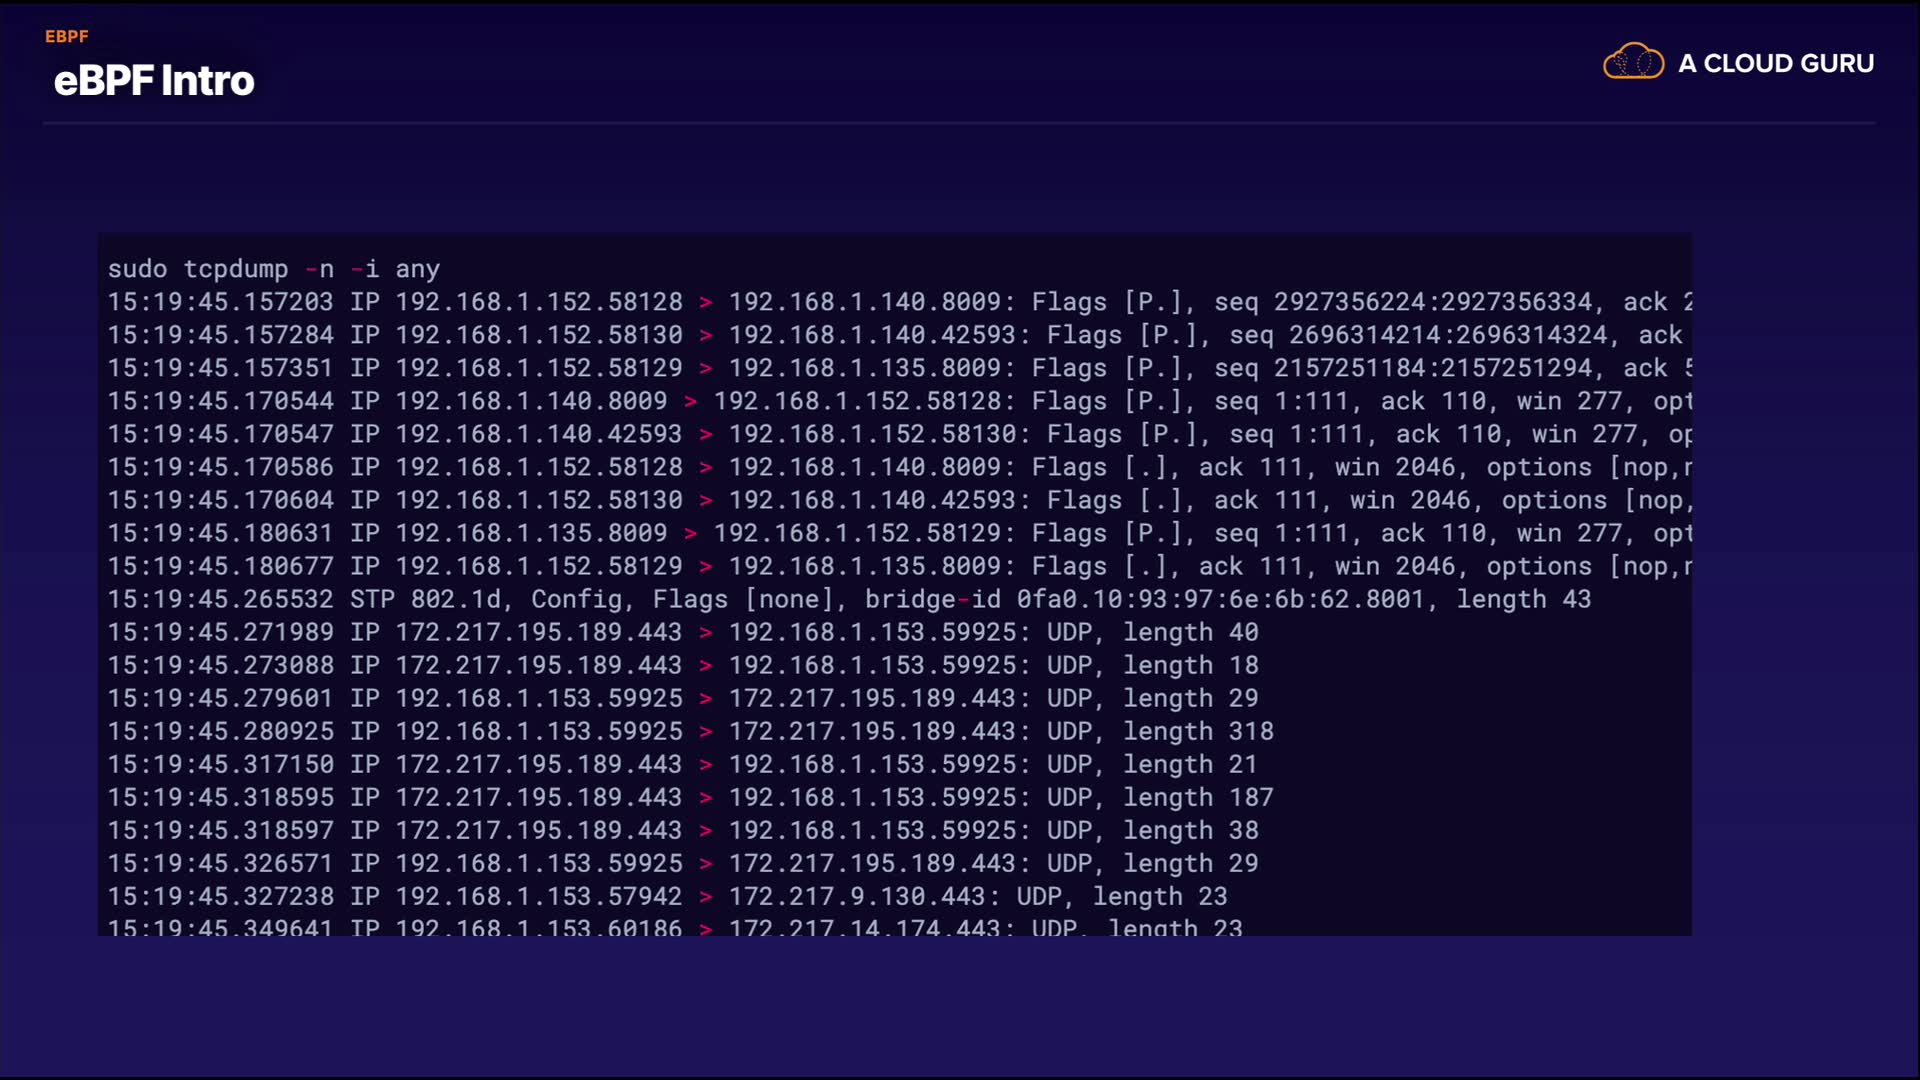 EBPF
eBPF Intro
A CLOUD GURU
sudo tcpdump -n -i any
15:19:45.157203 IP 192.168.1.152.58128 > 192.168.1.140.8009: Flags [P.], seq 2927356224:2927356334, ack 2
15:19:45.157284 IP 192.168.1.152.58130 > 192.168.1.140.42593: Flags [P.], seq 2696314214:2696314324, ack
15:19:45.157351 IP 192.168.1.152.58129 > 192.168.1.135.8009: Flags [P.], seq 2157251184:2157251294, ack 5
15:19:45.170544 IP 192.168.1.140.8009 > 192.168.1.152.58128: Flags [P.], seq 1:111, ack 110, win 277, opt
15:19:45.170547 IP 192.168.1.140.42593 > 192.168.1.152.58130: Flags [P.], seq 1:111, ack 110, win 277, op
15:19:45.170586 IP 192.168.1.152.58128 > 192.168.1.140.8009: Flags [.], ack 111, win 2046, options [nop,n
15:19:45.170604 IP 192.168.1.152.58130 > 192.168.1.140.42593: Flags [.], ack 111, win 2046, options [nop,
15:19:45.180631 IP 192.168.1.135.8009 > 192.168.1.152.58129: Flags [P.], seq 1:111, ack 110, win 277, opt
15:19:45.180677 IP 192.168.1.152.58129 > 192.168.1.135.8009: Flags [.], ack 111, win 2046, options [nop,n
15:19:45.265532 STP 802.1d, Config, Flags [none], bridge-id 0fa0.10:93:97:6e:6b:62.8001, length 43
15:19:45.271989 IP 172.217.195.189.443 > 192.168.1.153.59925: UDP, length 40
15:19:45.273088 IP 172.217.195.189.443 > 192.168.1.153.59925: UDP, length 18
15:19:45.279601 IP 192.168.1.153.59925 > 172.217.195.189.443: UDP, length 29
15:19:45.280925 IP 192.168.1.153.59925 > 172.217.195.189.443: UDP, length 318
15:19:45.317150 IP 172.217.195.189.443 > 192.168.1.153.59925: UDP, length 21
15:19:45.318595 IP 172.217.195.189.443 > 192.168.1.153.59925: UDP, length 187
15:19:45.318597 IP 172.217.195.189.443 > 192.168.1.153.59925: UDP, length 38
15:19:45.326571 IP 192.168.1.153.59925 > 172.217.195.189.443: UDP, length 29
15:19:45.327238 IP 192.168.1.153.57942 > 172.217.9.130.443: UDP, length 23
15:19:45.349641 IP 192.168.1.153.60186 > 172.217.14.174.443: UDP, length 23